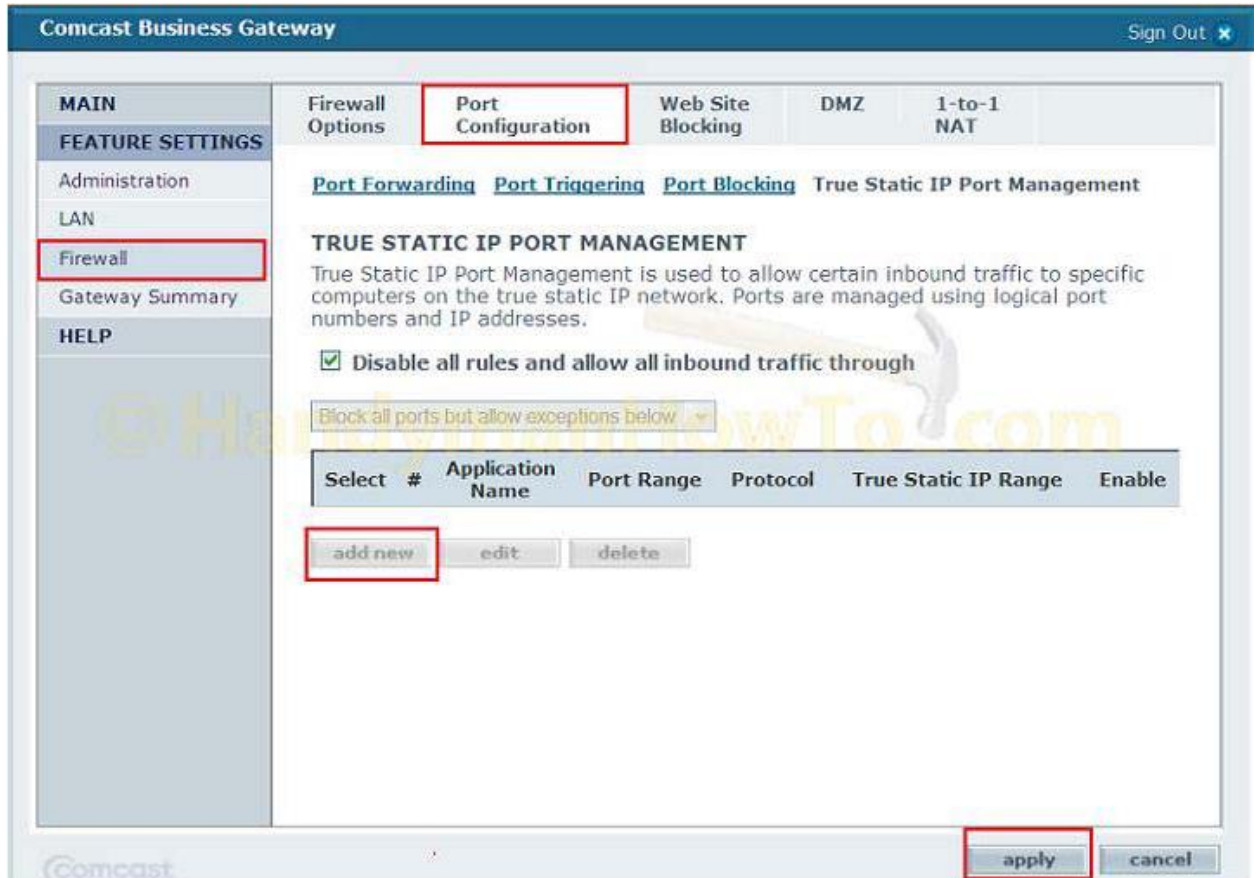 Comcast Business Gateway
Sign Out
MAIN
FEATURE SETTINGS
Administration
LAN
Firewall
Gateway Summary
HELP
Firewall Options
Port Configuration
Web Site Blocking
DMZ
1-to-1 NAT
Port Forwarding Port Triggering Port Blocking True Static IP Port Management
TRUE STATIC IP PORT MANAGEMENT
True Static IP Port Management is used to allow certain inbound traffic to specific
computers on the true static IP network. Ports are managed using logical port
numbers and IP addresses.
Disable all rules and allow all inbound traffic through
Block all ports but allow exceptions below
©HandymanHowTo.com
Select # Application Name Port Range Protocol True Static IP Range Enable
add new edit delete
apply cancel
Comcast